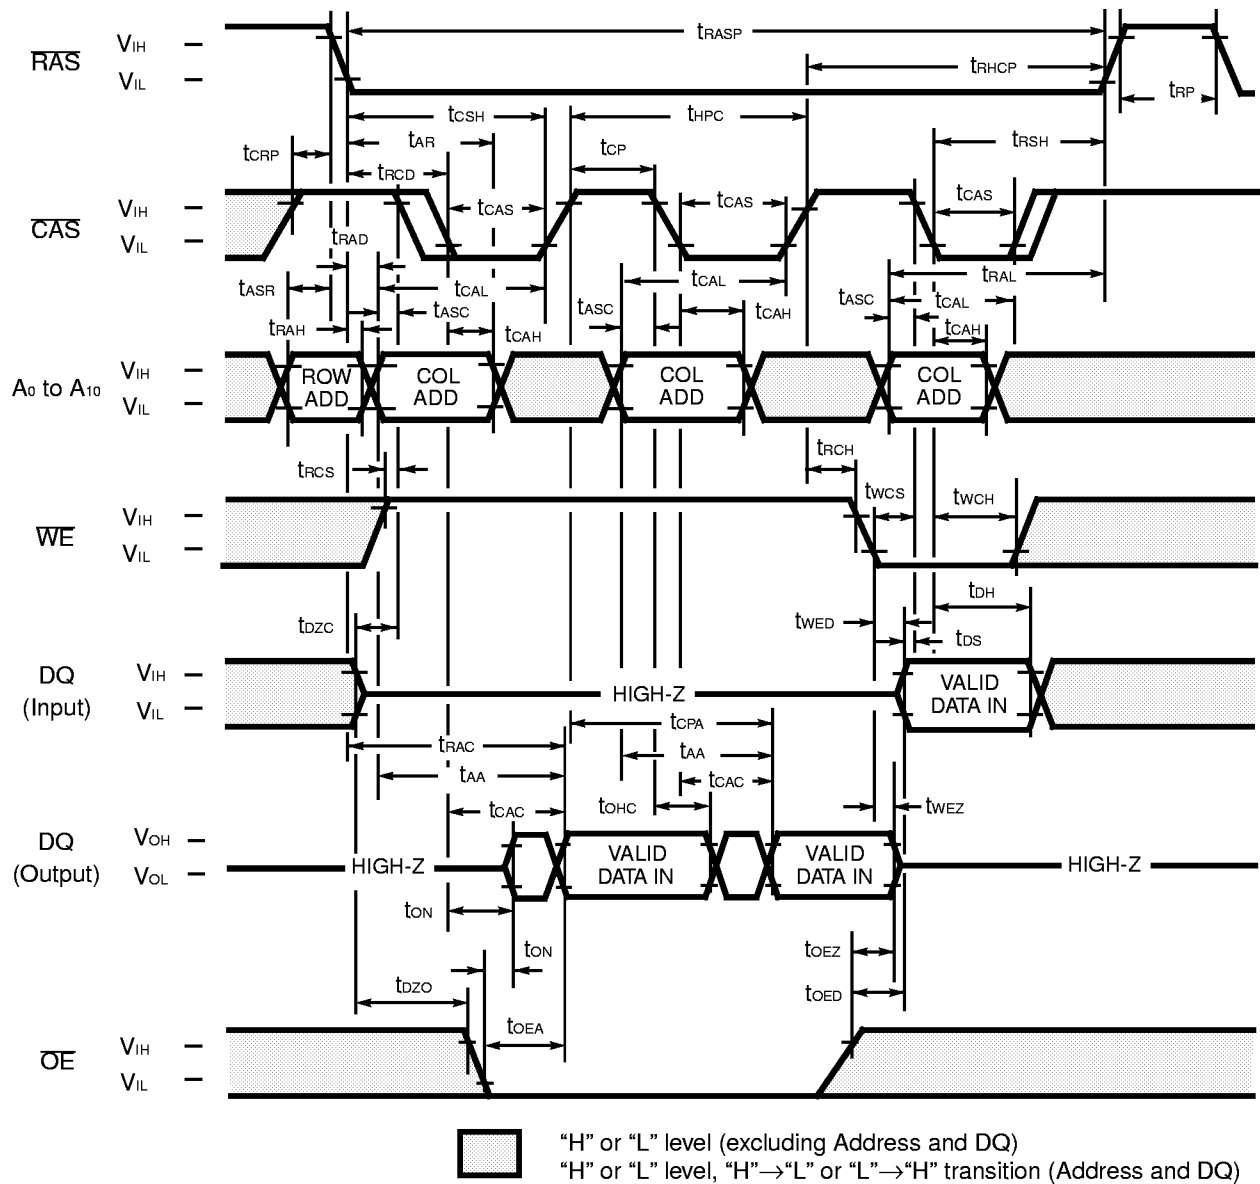 RAS
VIH
VIL
tRASP
tRHCP
tRP
tCSH
tHPC
tAR
tRSH
tCRP
tCP
tRCD
CAS
VIH
VIL
tCAS
tCAS
tCAS
tRAD
tRAL
tASR
tCAL
tCAL
tCAL
tASC
tASC
tASC
tRAH
tCAH
tCAH
tCAH
A0 to A10
VIH
VIL
ROW
ADD
COL
ADD
COL
ADD
COL
ADD
tRCS
tRCH
tWCS
tWCH
WE
VIH
VIL
tDZC
tWED
tDH
tDS
DQ
(Input)
VIH
VIL
HIGH-Z
VALID
DATA IN
tCPA
tRAC
tAA
tAA
tCAC
tCAC
tOHC
tWEZ
DQ
(Output)
VOH
VOL
HIGH-Z
VALID
DATA IN
VALID
DATA IN
HIGH-Z
tON
tON
tOEZ
tDZO
tOED
tOEA
OE
VIH
VIL
“H” or “L” level (excluding Address and DQ)
“H” or “L” level, “H”→“L” or “L”→“H” transition (Address and DQ)